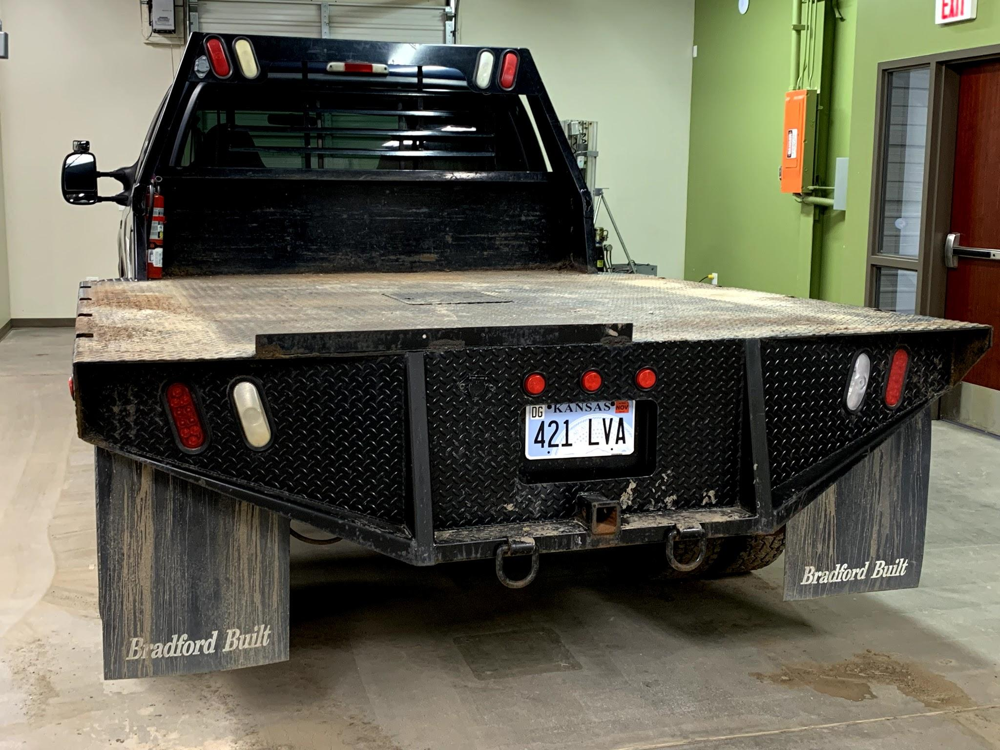 EXIT
DG KANSAS NOV
421 LVA
Bradford Built
Bradford Built